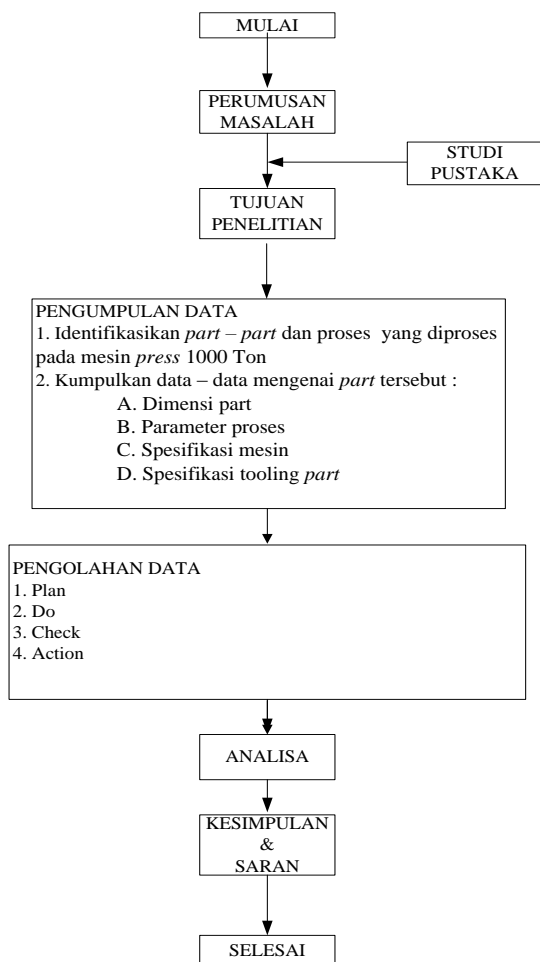 MULAI
PERUMUSAN
MASALAH
STUDI
PUSTAKA
TUJUAN
PENELITIAN
PENGUMPULAN DATA
1. Identifikasikan part – part dan proses yang diproses
pada mesin press 1000 Ton
2. Kumpulkan data – data mengenai part tersebut :
A. Dimensi part
B. Parameter proses
C. Spesifikasi mesin
D. Spesifikasi tooling part
PENGOLAHAN DATA
1. Plan
2. Do
3. Check
4. Action
ANALISA
KESIMPULAN
&
SARAN
SELESAI